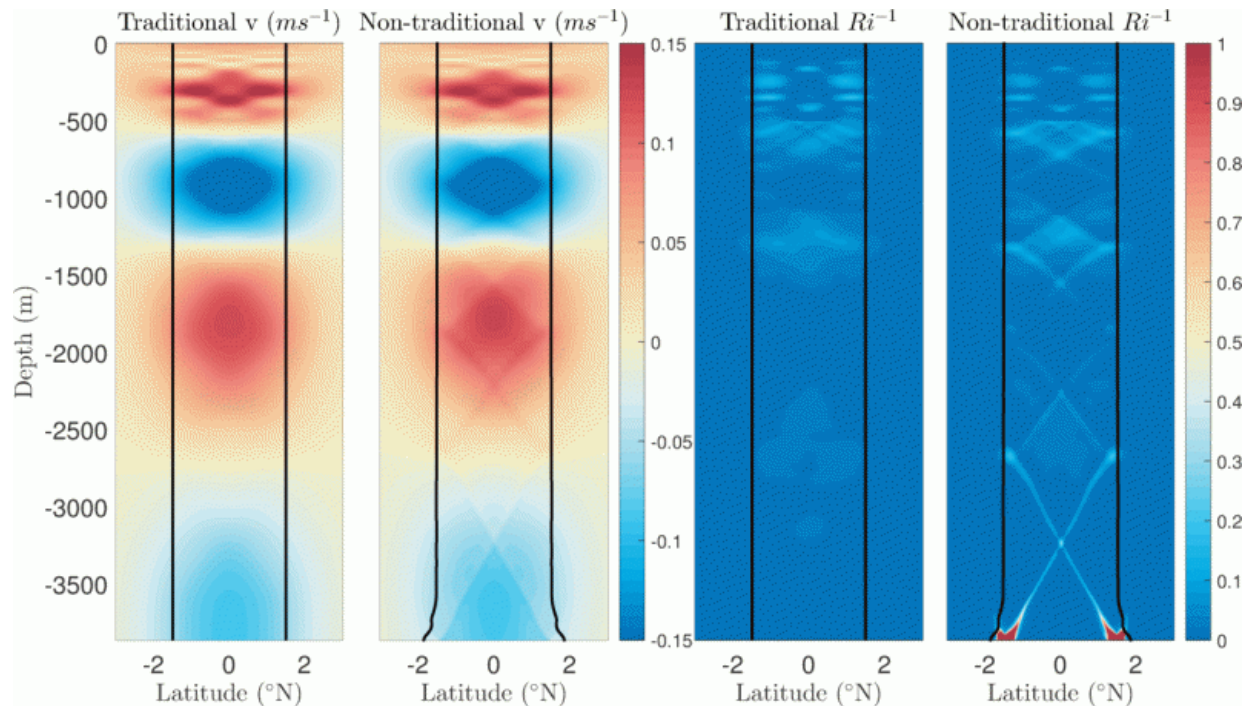 Traditional v (ms⁻¹)
Non-traditional v (ms⁻¹)
Traditional Ri⁻¹
Non-traditional Ri⁻¹
Depth (m)
0
-500
-1000
-1500
-2000
-2500
-3000
-3500
0.15
0.1
0.05
0
-0.05
-0.1
-0.15
1
0.9
0.8
0.7
0.6
0.5
0.4
0.3
0.2
0.1
0
-2 0 2
-2 0 2
-2 0 2
-2 0 2
Latitude (°N)
Latitude (°N)
Latitude (°N)
Latitude (°N)